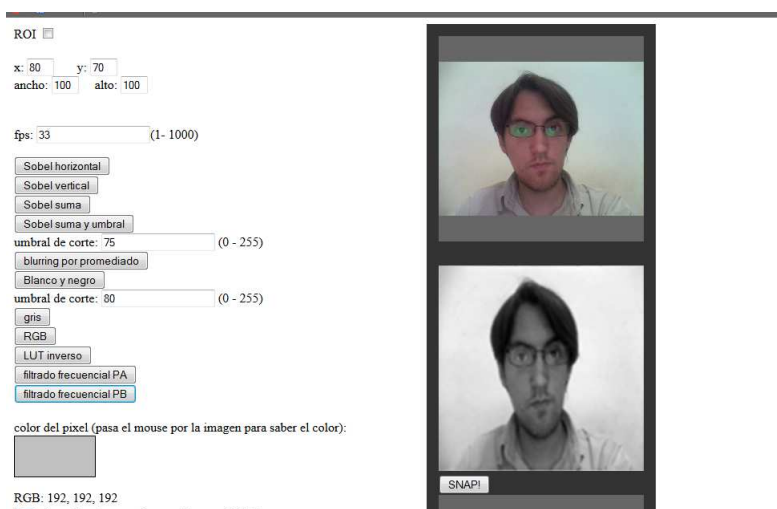 ROI
x: 80 y: 70
ancho: 100 alto: 100
fps: 33 (1- 1000)
Sobel horizontal
Sobel vertical
Sobel suma
Sobel suma y umbral
umbral de corte: 75 (0 - 255)
blurring por promediado
Blanco y negro
umbral de corte: 80 (0 - 255)
gris
RGB
LUT inverso
filtrado frecuencial PA
filtrado frecuencial PB
color del pixel (pasa el mouse por la imagen para saber el color):
RGB: 192, 192, 192
SNAP!